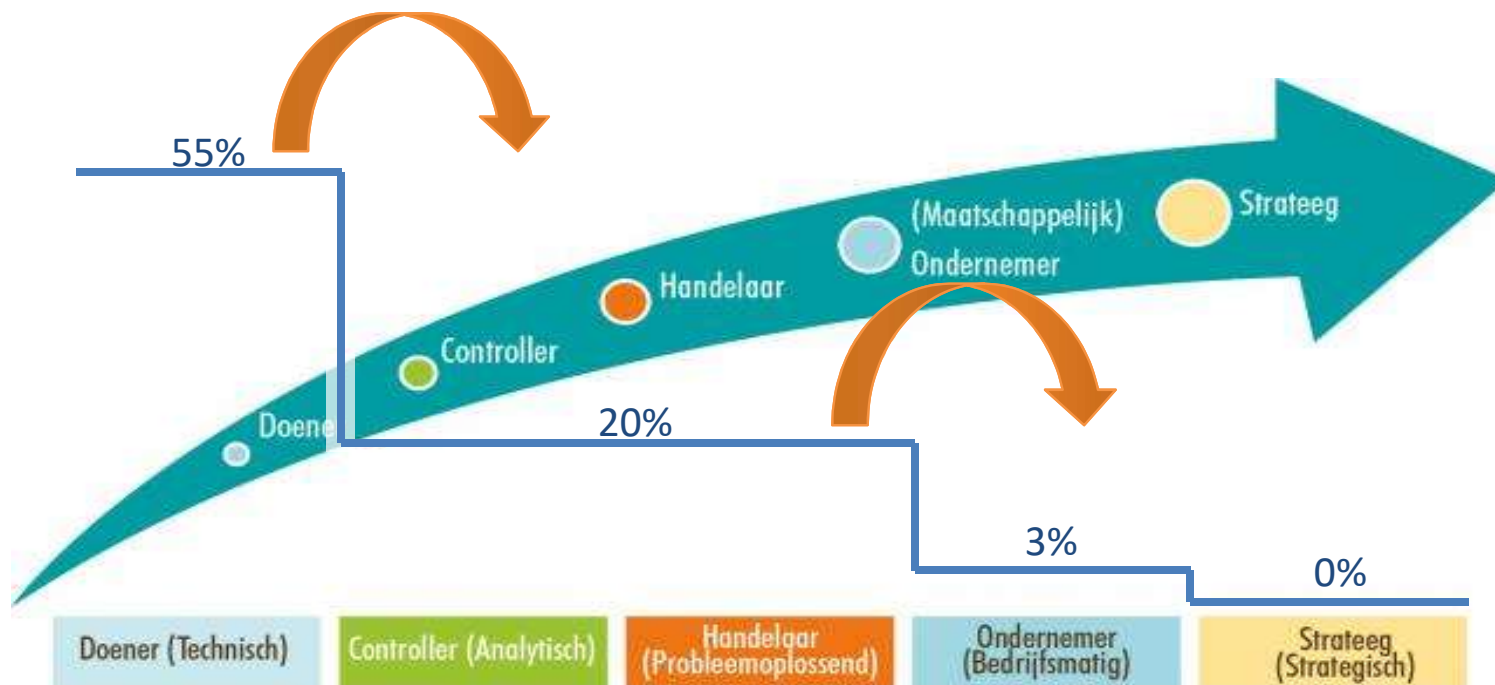 55%
(Maatschappelijk)
Ondernemer
Strateeg
Handelaar
Controller
Doene
20%
3%
0%
Doener (Technisch)
Controller (Analytisch)
Handelaar
(Probleemoplossend)
Ondernemer
(Bedrijfsmatig)
Strateeg
(Strategisch)